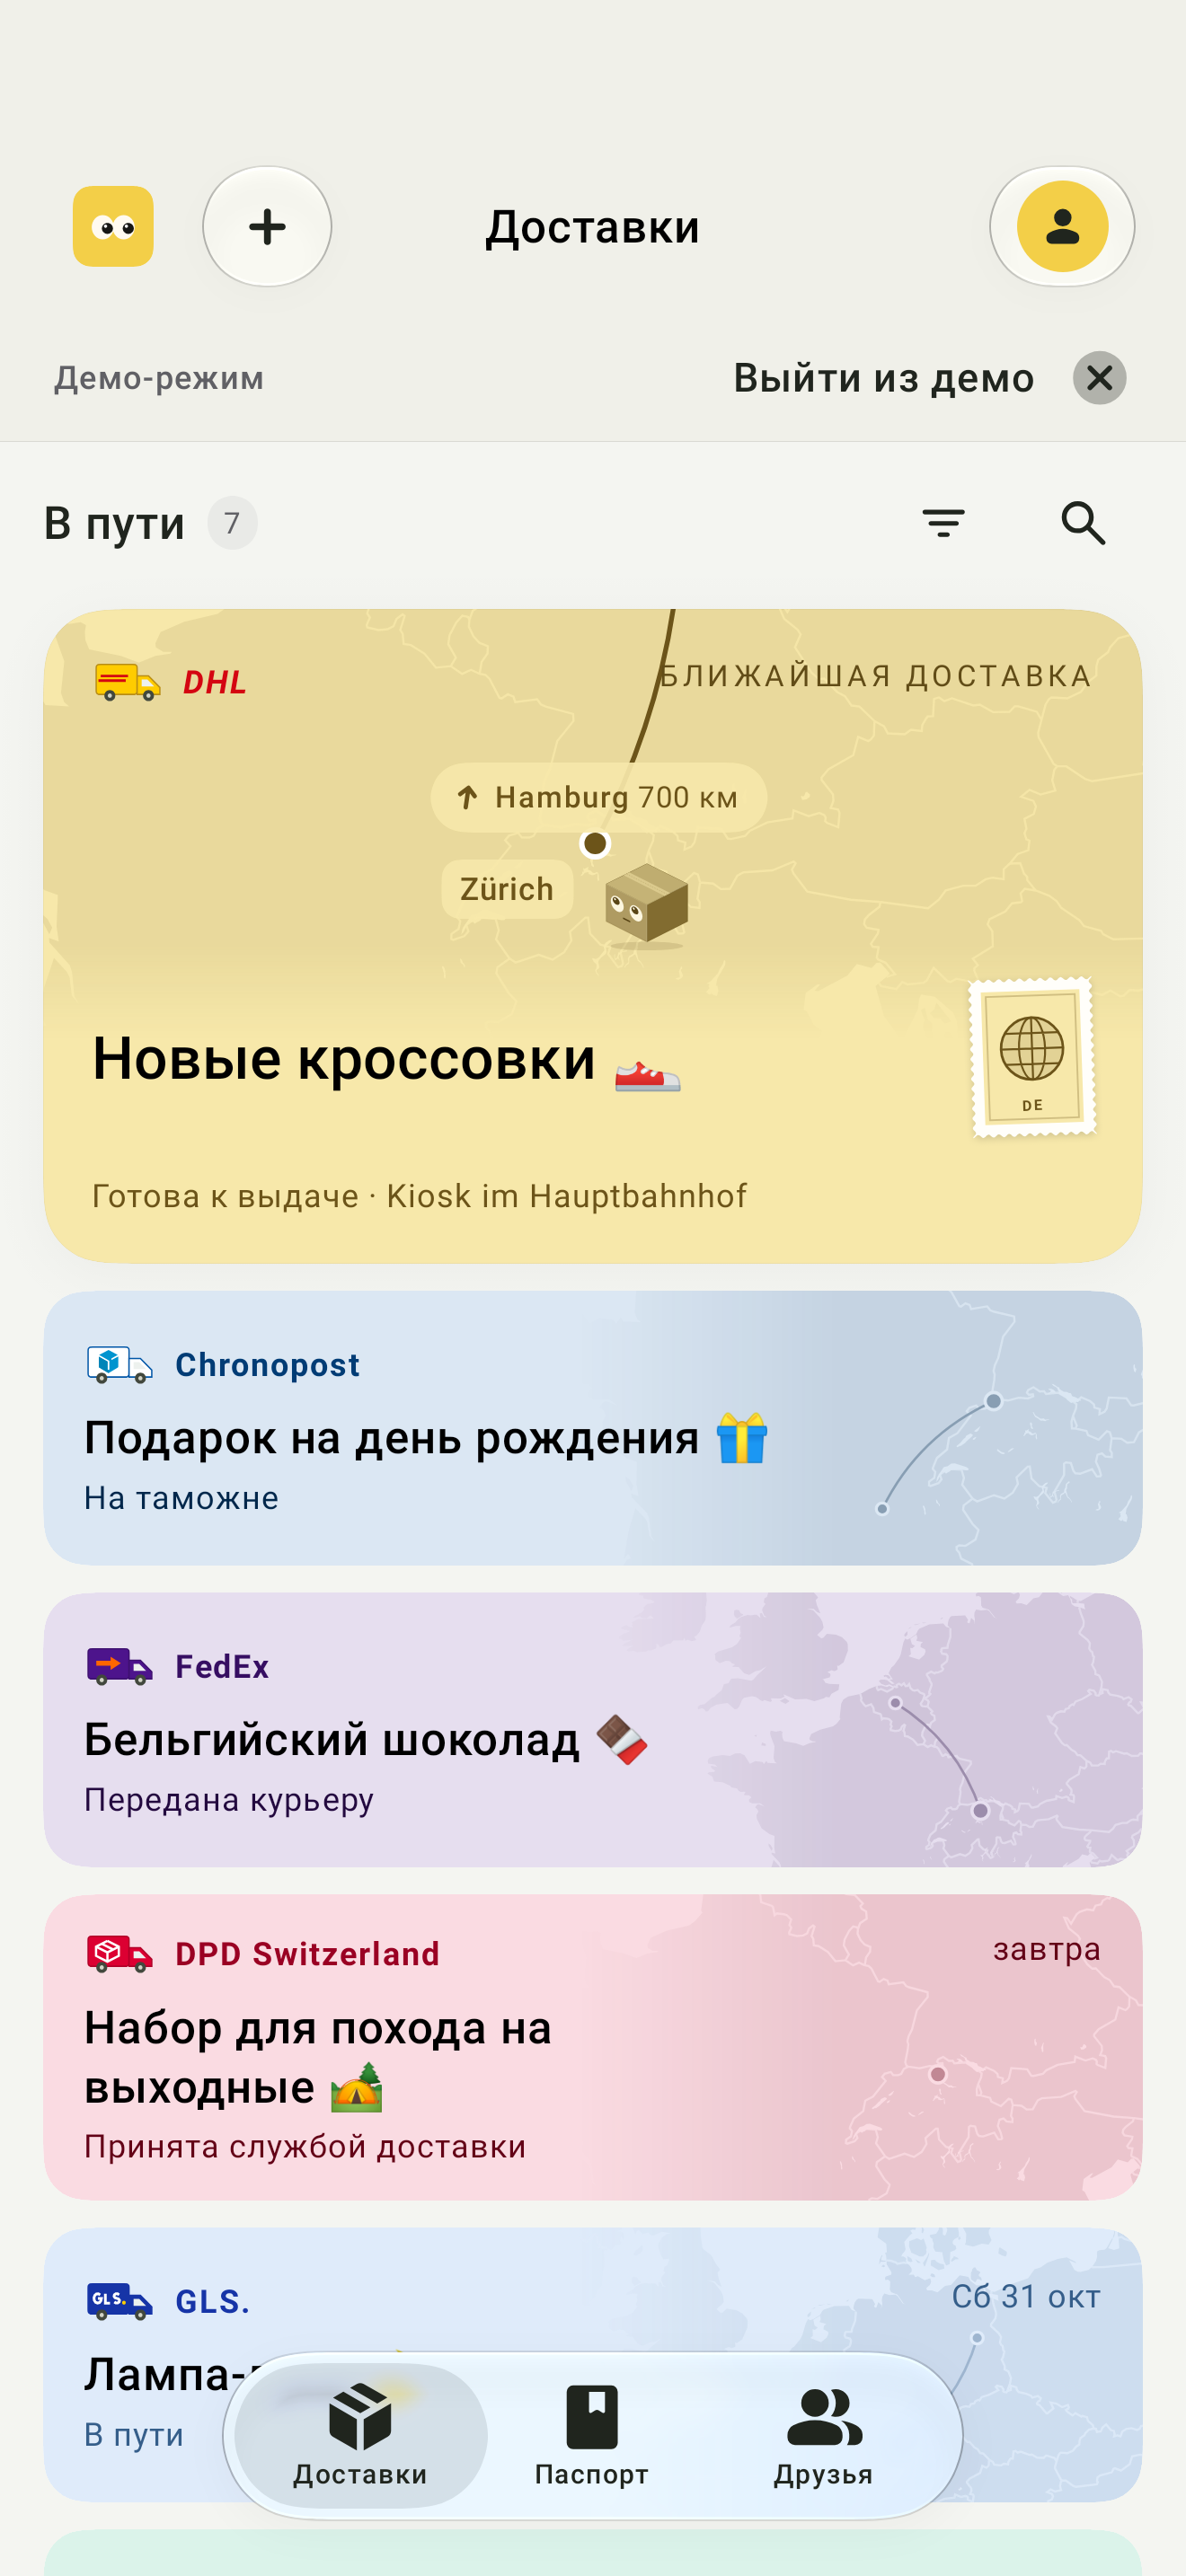 Доставки
Демо-режим
Выйти из демо
В пути 7
DHL
БЛИЖАЙШАЯ ДОСТАВКА
Hamburg 700 км
Zürich
Новые кроссовки
DE
Готова к выдаче · Kiosk im Hauptbahnhof
Chronopost
Подарок на день рождения
На таможне
FedEx
Бельгийский шоколад
Передана курьеру
DPD Switzerland
завтра
Набор для похода на
выходные
Принята службой доставки
GLS.
GLS.
Сб 31 окт
Лампа-
В пути
Доставки
Паспорт
Друзья